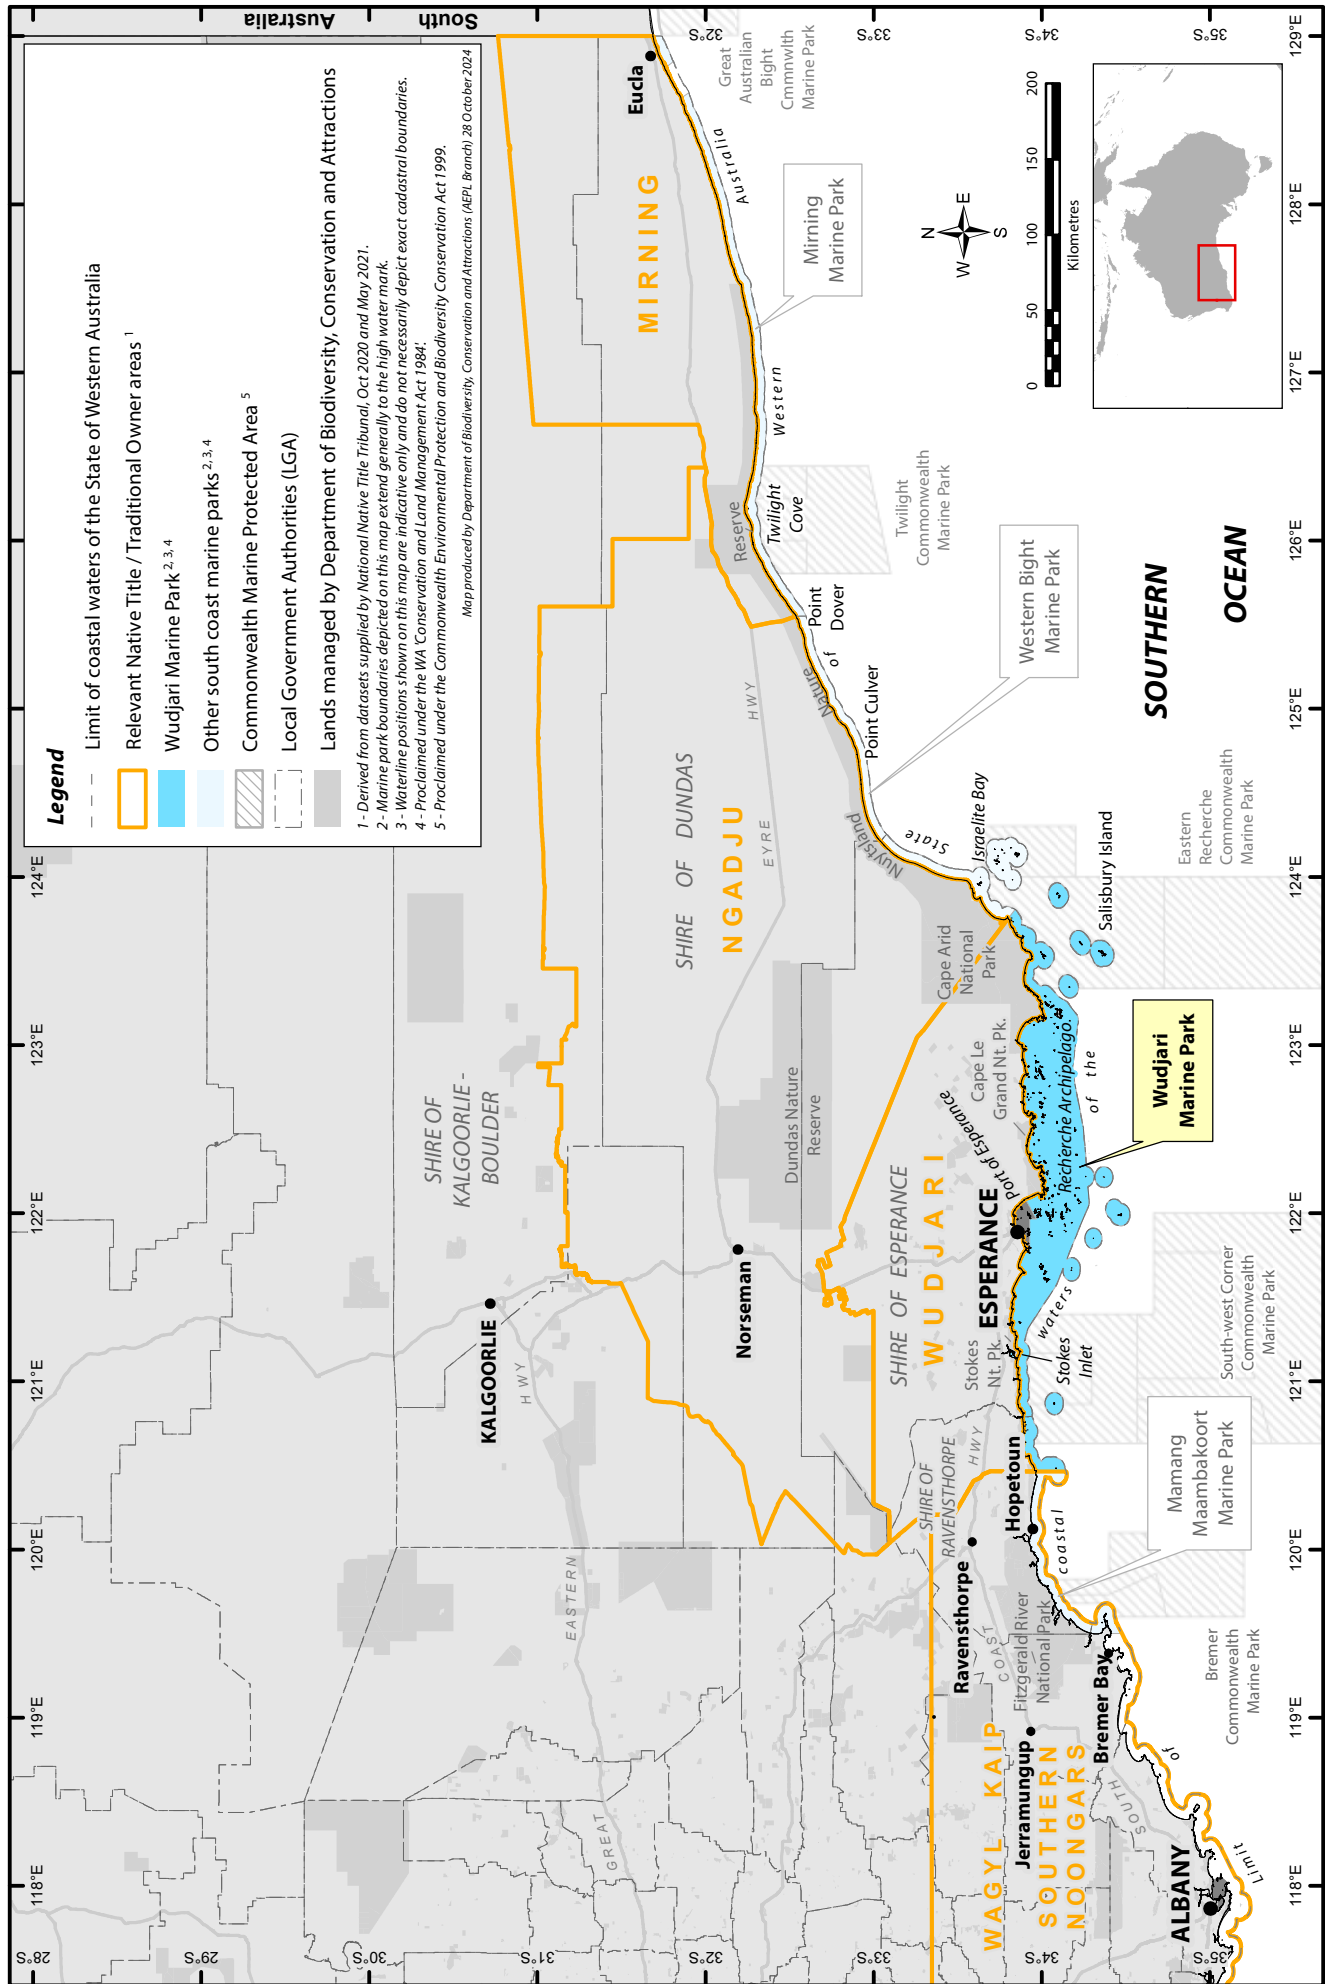 Legend
Limit of coastal waters of the State of Western Australia
Relevant Native Title / Traditional Owner areas 1
Wudjari Marine Park 2, 3, 4
Other south coast marine parks 2, 3, 4
Commonwealth Marine Protected Area 5
Local Government Authorities (LGA)
Lands managed by Department of Biodiversity, Conservation and Attractions
1 - Derived from datasets supplied by National Native Title Tribunal, Oct 2020 and May 2021.
2 - Marine park boundaries depicted on this map extend generally to the high water mark.
3 - Waterline positions shown on this map are indicative only and do not necessarily depict exact cadastral boundaries.
4 - Proclaimed under the WA 'Conservation and Land Management Act 1984'.
5 - Proclaimed under the Commonwealth Environmental Protection and Biodiversity Conservation Act 1999.
Map produced by Department of Biodiversity, Conservation and Attractions (AEPL Branch) 28 October 2024
118°E
119°E
120°E
121°E
122°E
123°E
124°E
28°S
29°S
30°S
31°S
32°S
33°S
34°S
35°S
South
Australia
SHIRE OF
KALGOORLIE -
BOULDER
KALGOORLIE
HWY
EASTERN
GREAT
Norseman
Dundas Nature
Reserve
SHIRE OF DUNDAS
NGADJU
EYRE
HWY
MIRNING
Eucla
32°S
33°S
34°S
35°S
Great
Australian
Bight
Cmmnwlth
Marine Park
Mirning
Marine Park
Australia
Western
Reserve
Twilight
Cove
Twilight
Commonwealth
Marine Park
Point
Dover
of
Nature
Point Culver
Nuytsland
State
Israelite Bay
Western Bight
Marine Park
SOUTHERN
OCEAN
Salisbury Island
Eastern
Recherche
Commonwealth
Marine Park
Cape Arid
National
Park
Cape Le
Grand Nt. Pk.
Recherche Archipelago
the
of
Wudjari
Marine Park
SHIRE OF ESPERANCE
WUDJARI
ESPERANCE
Port of Esperance
Stokes
Nt. Pk.
Stokes
Inlet
waters
South-west Corner
Commonwealth
Marine Park
SHIRE OF
RAVENSTHORPE
HWY
Hopetoun
Ravensthorpe
coastal
Mamang
Maambakoort
Marine Park
COAST
Fitzgerald River
National Park
Bremer Bay
Bremer
Commonwealth
Marine Park
WAGYL KAIP
SOUTHERN
NOONGARS
Jerramungup
SOUTH
of
ALBANY
Limit
N
W
E
S
0
50
100
150
200
Kilometres
118°E
119°E
120°E
121°E
122°E
123°E
124°E
125°E
126°E
127°E
128°E
129°E